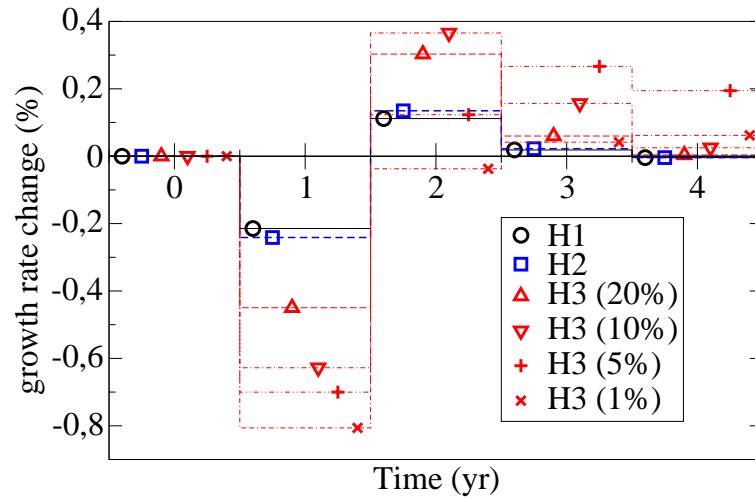 0,4
0,2
0
-0,2
-0,4
-0,6
-0,8
growth rate change (%)
0 1 2 3 4
Time (yr)
H1
H2
H3 (20%)
H3 (10%)
H3 (5%)
H3 (1%)